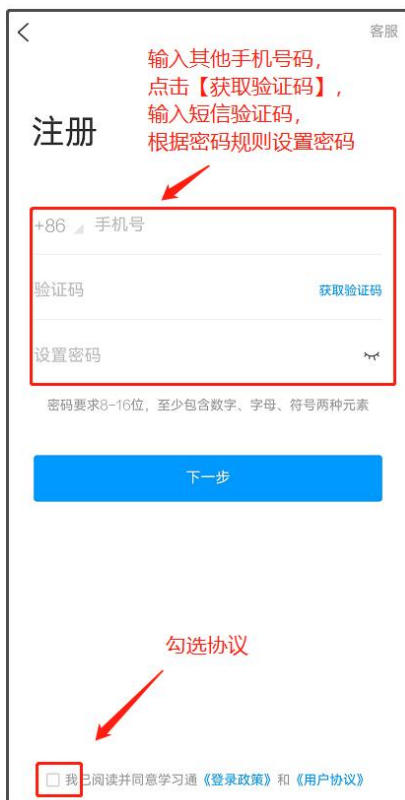 客服
输入其他手机号码，
点击【获取验证码】，
输入短信验证码，
根据密码规则设置密码
注册
+86 手机号
验证码 获取验证码
设置密码
密码要求8-16位，至少包含数字、字母、符号两种元素
下一步
勾选协议
我已阅读并同意学习通《登录政策》和《用户协议》